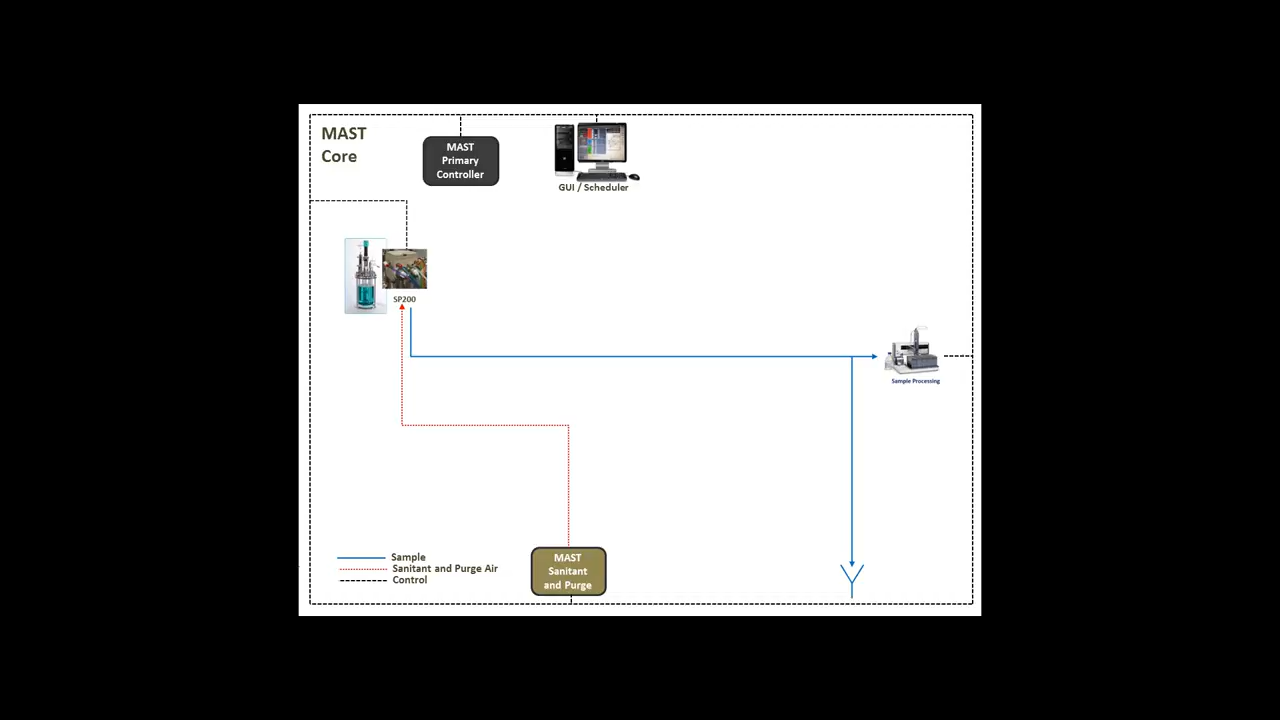 MAST
Core
MAST
Primary
Controller
GUI / Scheduler
SP200
Sample Processing
Sample
Sanitant and Purge Air
Control
MAST
Sanitant
and Purge